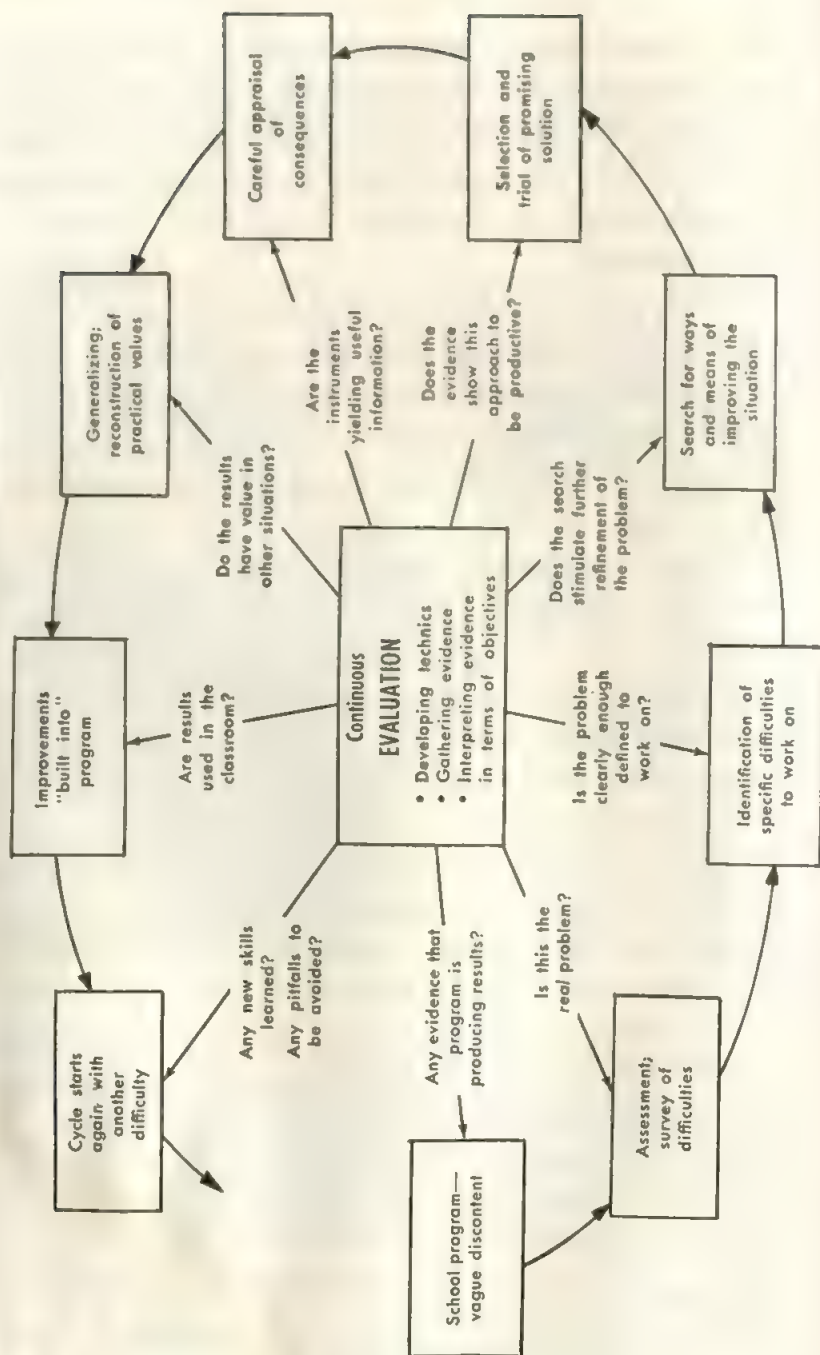 School program—
vague discontent
Assessment;
survey of
difficulties
Identification of
specific difficulties
to work on
Search for ways
and means of
improving the
situation
Selection and
trial of promising
solution
Careful appraisal
of
consequences
Generalizing;
reconstruction of
practical values
Improvements
"built into"
program
Cycle starts
again with
another
difficulty
Continuous
EVALUATION
• Developing technics
• Gathering evidence
• Interpreting evidence
in terms of objectives
Any evidence that
program is
producing results?
Is this the
real problem?
Is the problem
clearly enough
defined to
work on?
Does the search
stimulate further
refinement of
the problem?
Does the
evidence
show this
approach to
be productive?
Are the
instruments
yielding useful
information?
Do the results
have value in
other situations?
Are results
used in the
classroom?
Any new skills
learned?
Any pitfalls to
be avoided?